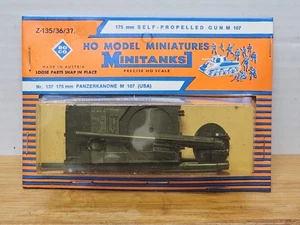 Z-135/36/37
175 mm SELF-PROPELLED GUN M 107
ROCO
HO MODEL MINIATURES
MINITANKS
MADE IN AUSTRIA
LOOSE PARTS SNAP IN PLACE
PRECISE HO SCALE
Nr. 137 175 mm PANZERKANONE M 107 (USA)